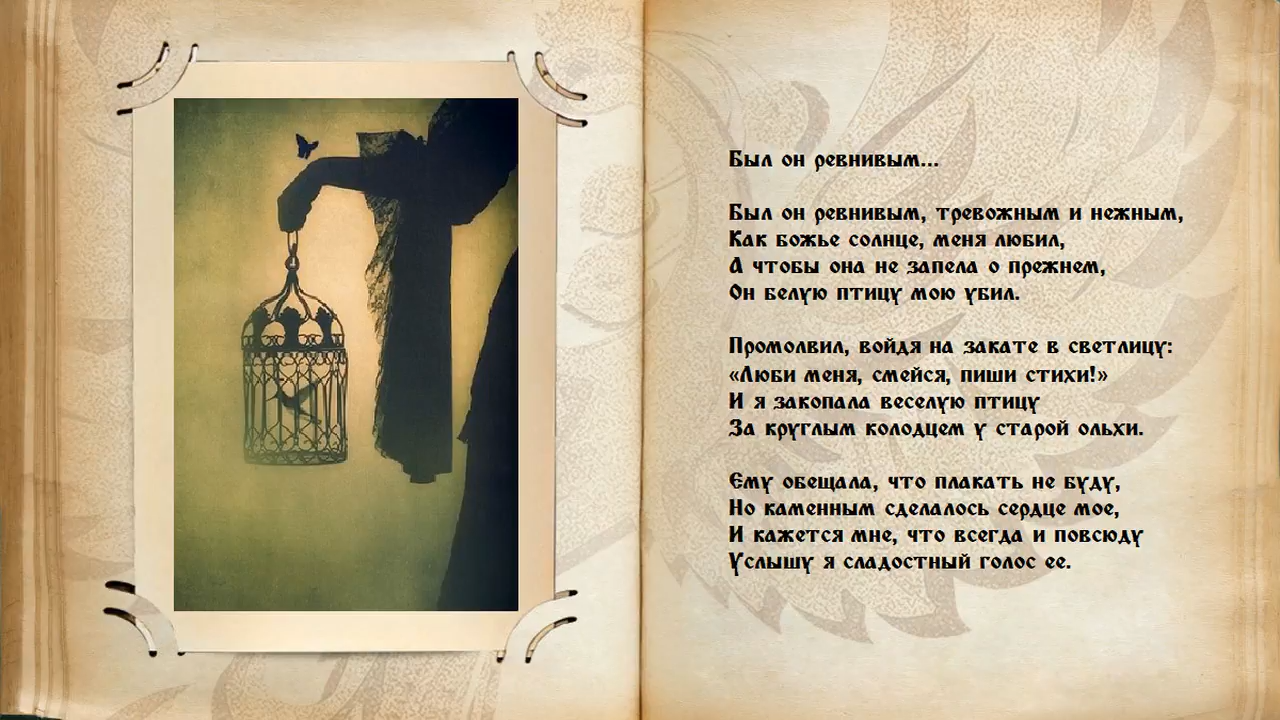 Был он ревнивым...
Был он ревнивым, тревожным и нежным,
Как божье солнце, меня любил,
А чтобы она не запела о прежнем,
Он белую птицу мою убил.
Промолвил, войдя на закате в светлицу:
«Люби меня, смейся, пиши стихи!»
И я закопала веселую птицу
За круглым колодцем у старой ольхи.
Ему обещала, что плакать не буду,
Но каменным сделалось сердце мое,
И кажется мне, что всегда и повсюду
Услышу я сладостный голос ее.